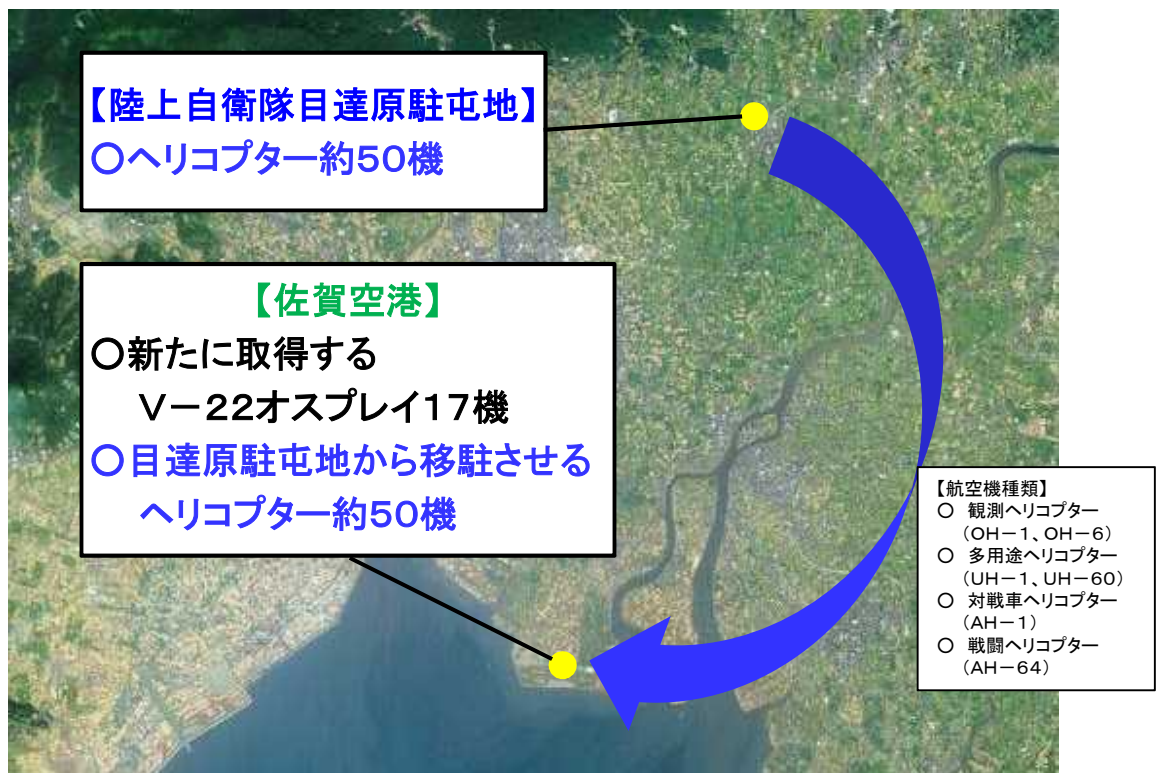 【陸上自衛隊目達原駐屯地】
○ヘリコプター約50機
【佐賀空港】
○新たに取得する
V－22オスプレイ17機
○目達原駐屯地から移駐させる
ヘリコプター約50機
【航空機種類】
○ 観測ヘリコプター
（OH－1、OH－6）
○ 多用途ヘリコプター
（UH－1、UH－60）
○ 対戦車ヘリコプター
（AH－1）
○ 戦闘ヘリコプター
（AH－64）